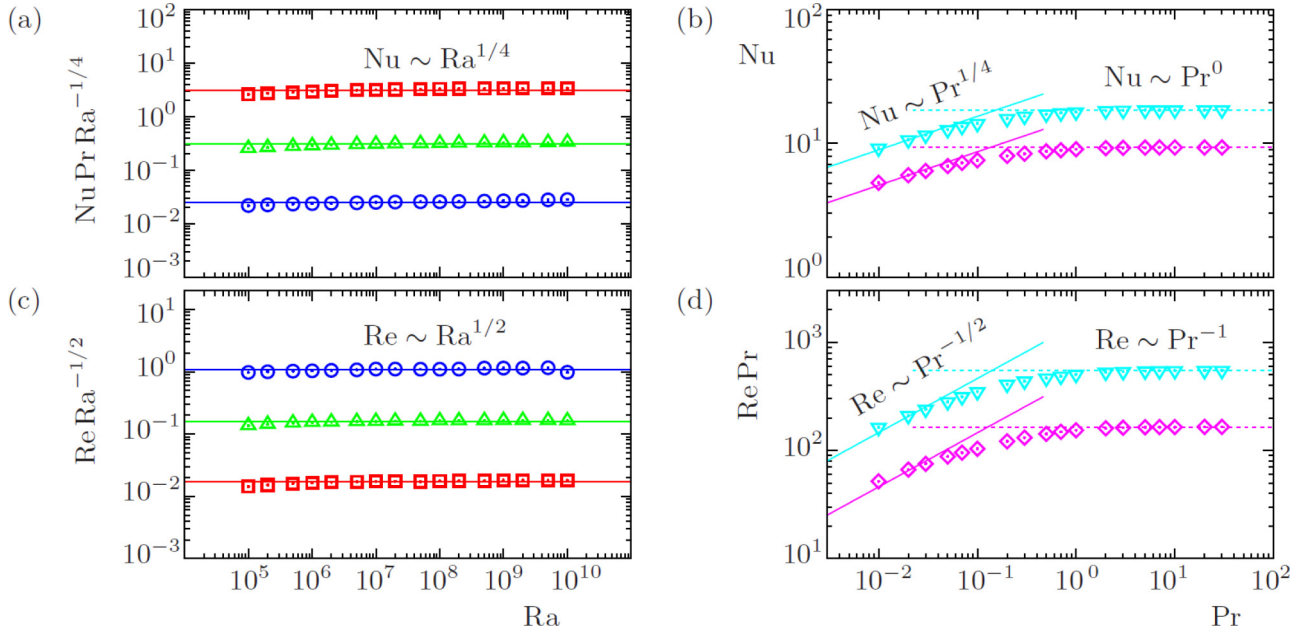 (a)
Nu Pr Ra^{-1/4}
10^2
10^1
10^0
10^{-1}
10^{-2}
10^{-3}
Nu ∼ Ra^{1/4}
(b)
Nu
10^2
10^1
10^0
Nu ∼ Pr^{1/4}
Nu ∼ Pr^0
(c)
Re Ra^{-1/2}
10^1
10^0
10^{-1}
10^{-2}
10^{-3}
Re ∼ Ra^{1/2}
10^5 10^6 10^7 10^8 10^9 10^{10}
Ra
(d)
Re Pr
10^3
10^2
10^1
Re ∼ Pr^{-1/2}
Re ∼ Pr^{-1}
10^{-2} 10^{-1} 10^0 10^1 10^2
Pr